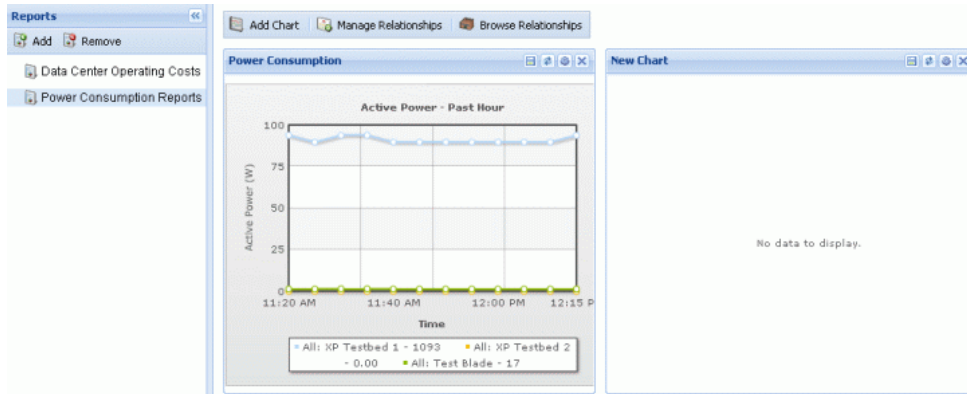 Reports
Add Remove
Data Center Operating Costs
Power Consumption Reports
Add Chart Manage Relationships Browse Relationships
Power Consumption
Active Power - Past Hour
Active Power (W)
100
75
50
25
0
11:20 AM 11:40 AM 12:00 PM 12:15 P
Time
All: XP Testbed 1 - 1093 All: XP Testbed 2
- 0.00 All: Test Blade - 17
New Chart
No data to display.